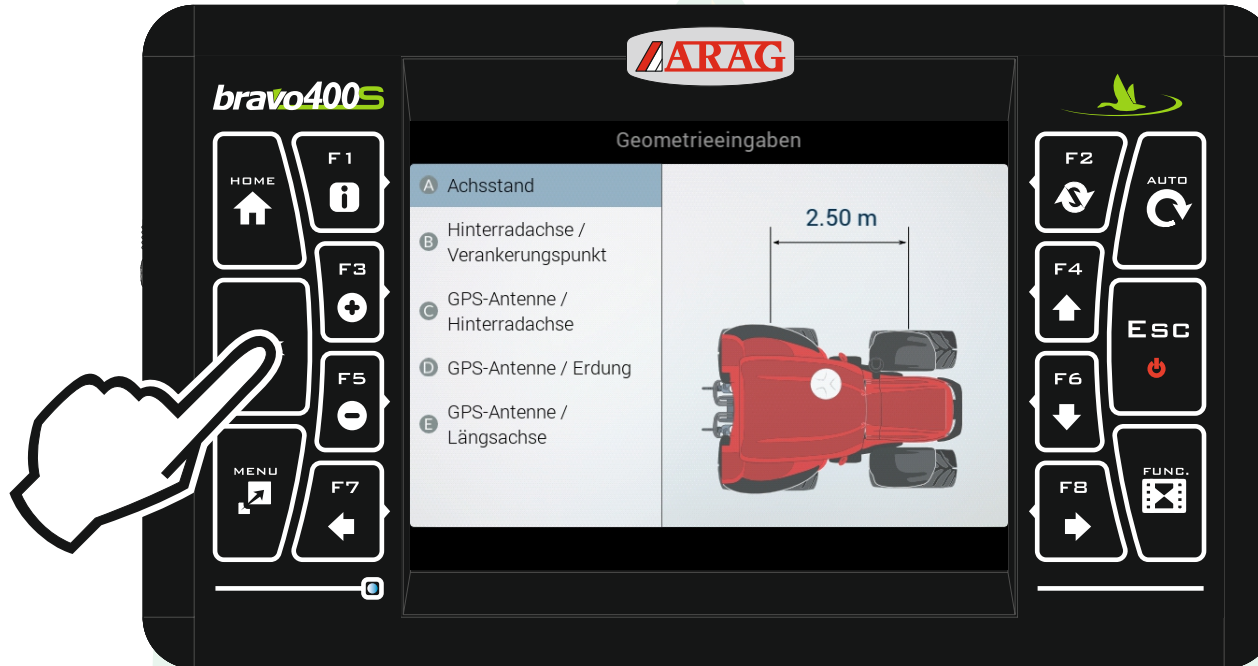 ARAG
bravo400S
Geometrieeingaben
HOME
F1
F3
F5
MENU
F7
A Achsstand
B Hinterradachse /
Verankerungspunkt
C GPS-Antenne /
Hinterradachse
D GPS-Antenne / Erdung
E GPS-Antenne /
Längsachse
2.50 m
F2
AUTO
F4
Esc
F6
F8
FUNC.